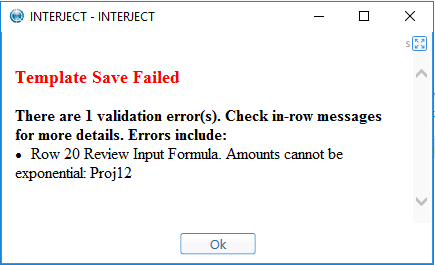 INTERJECT - INTERJECT
s
Template Save Failed
There are 1 validation error(s). Check in-row messages
for more details. Errors include:
• Row 20 Review Input Formula. Amounts cannot be
exponential: Proj12
Ok